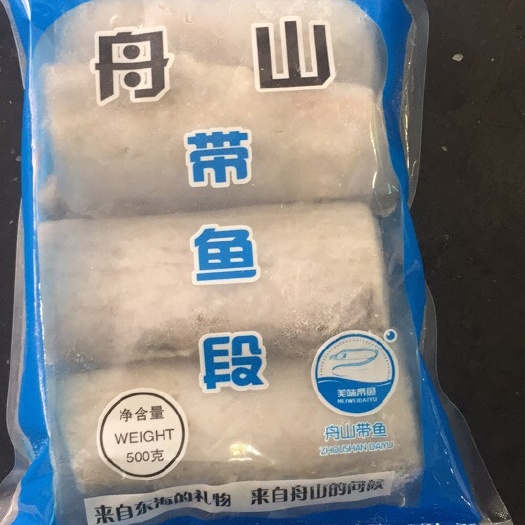 舟 山
带
鱼
段
美味带鱼
MEIWEIDAIYU
舟山带鱼
ZHOUSHAN DAIYU
净含量
WEIGHT
500克
来自东海的礼物 来自舟山的问候